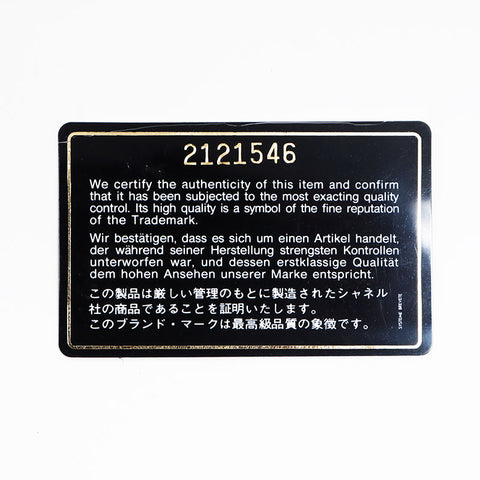 2121546
We certify the authenticity of this item and confirm
that it has been subjected to the most exacting quality
control. Its high quality is a symbol of the fine reputation
of the Trademark.
Wir bestätigen, dass es sich um einen Artikel handelt,
der während seiner Herstellung strengsten Kontrollen
unterworfen war, und dessen erstklassige Qualität
dem hohen Ansehen unserer Marke entspricht.
この製品は厳しい管理のもとに製造されたシャネル
社の商品であることを証明いたします。
このブランド・マークは最高級品質の象徴です。
SYSTEME BREVETE